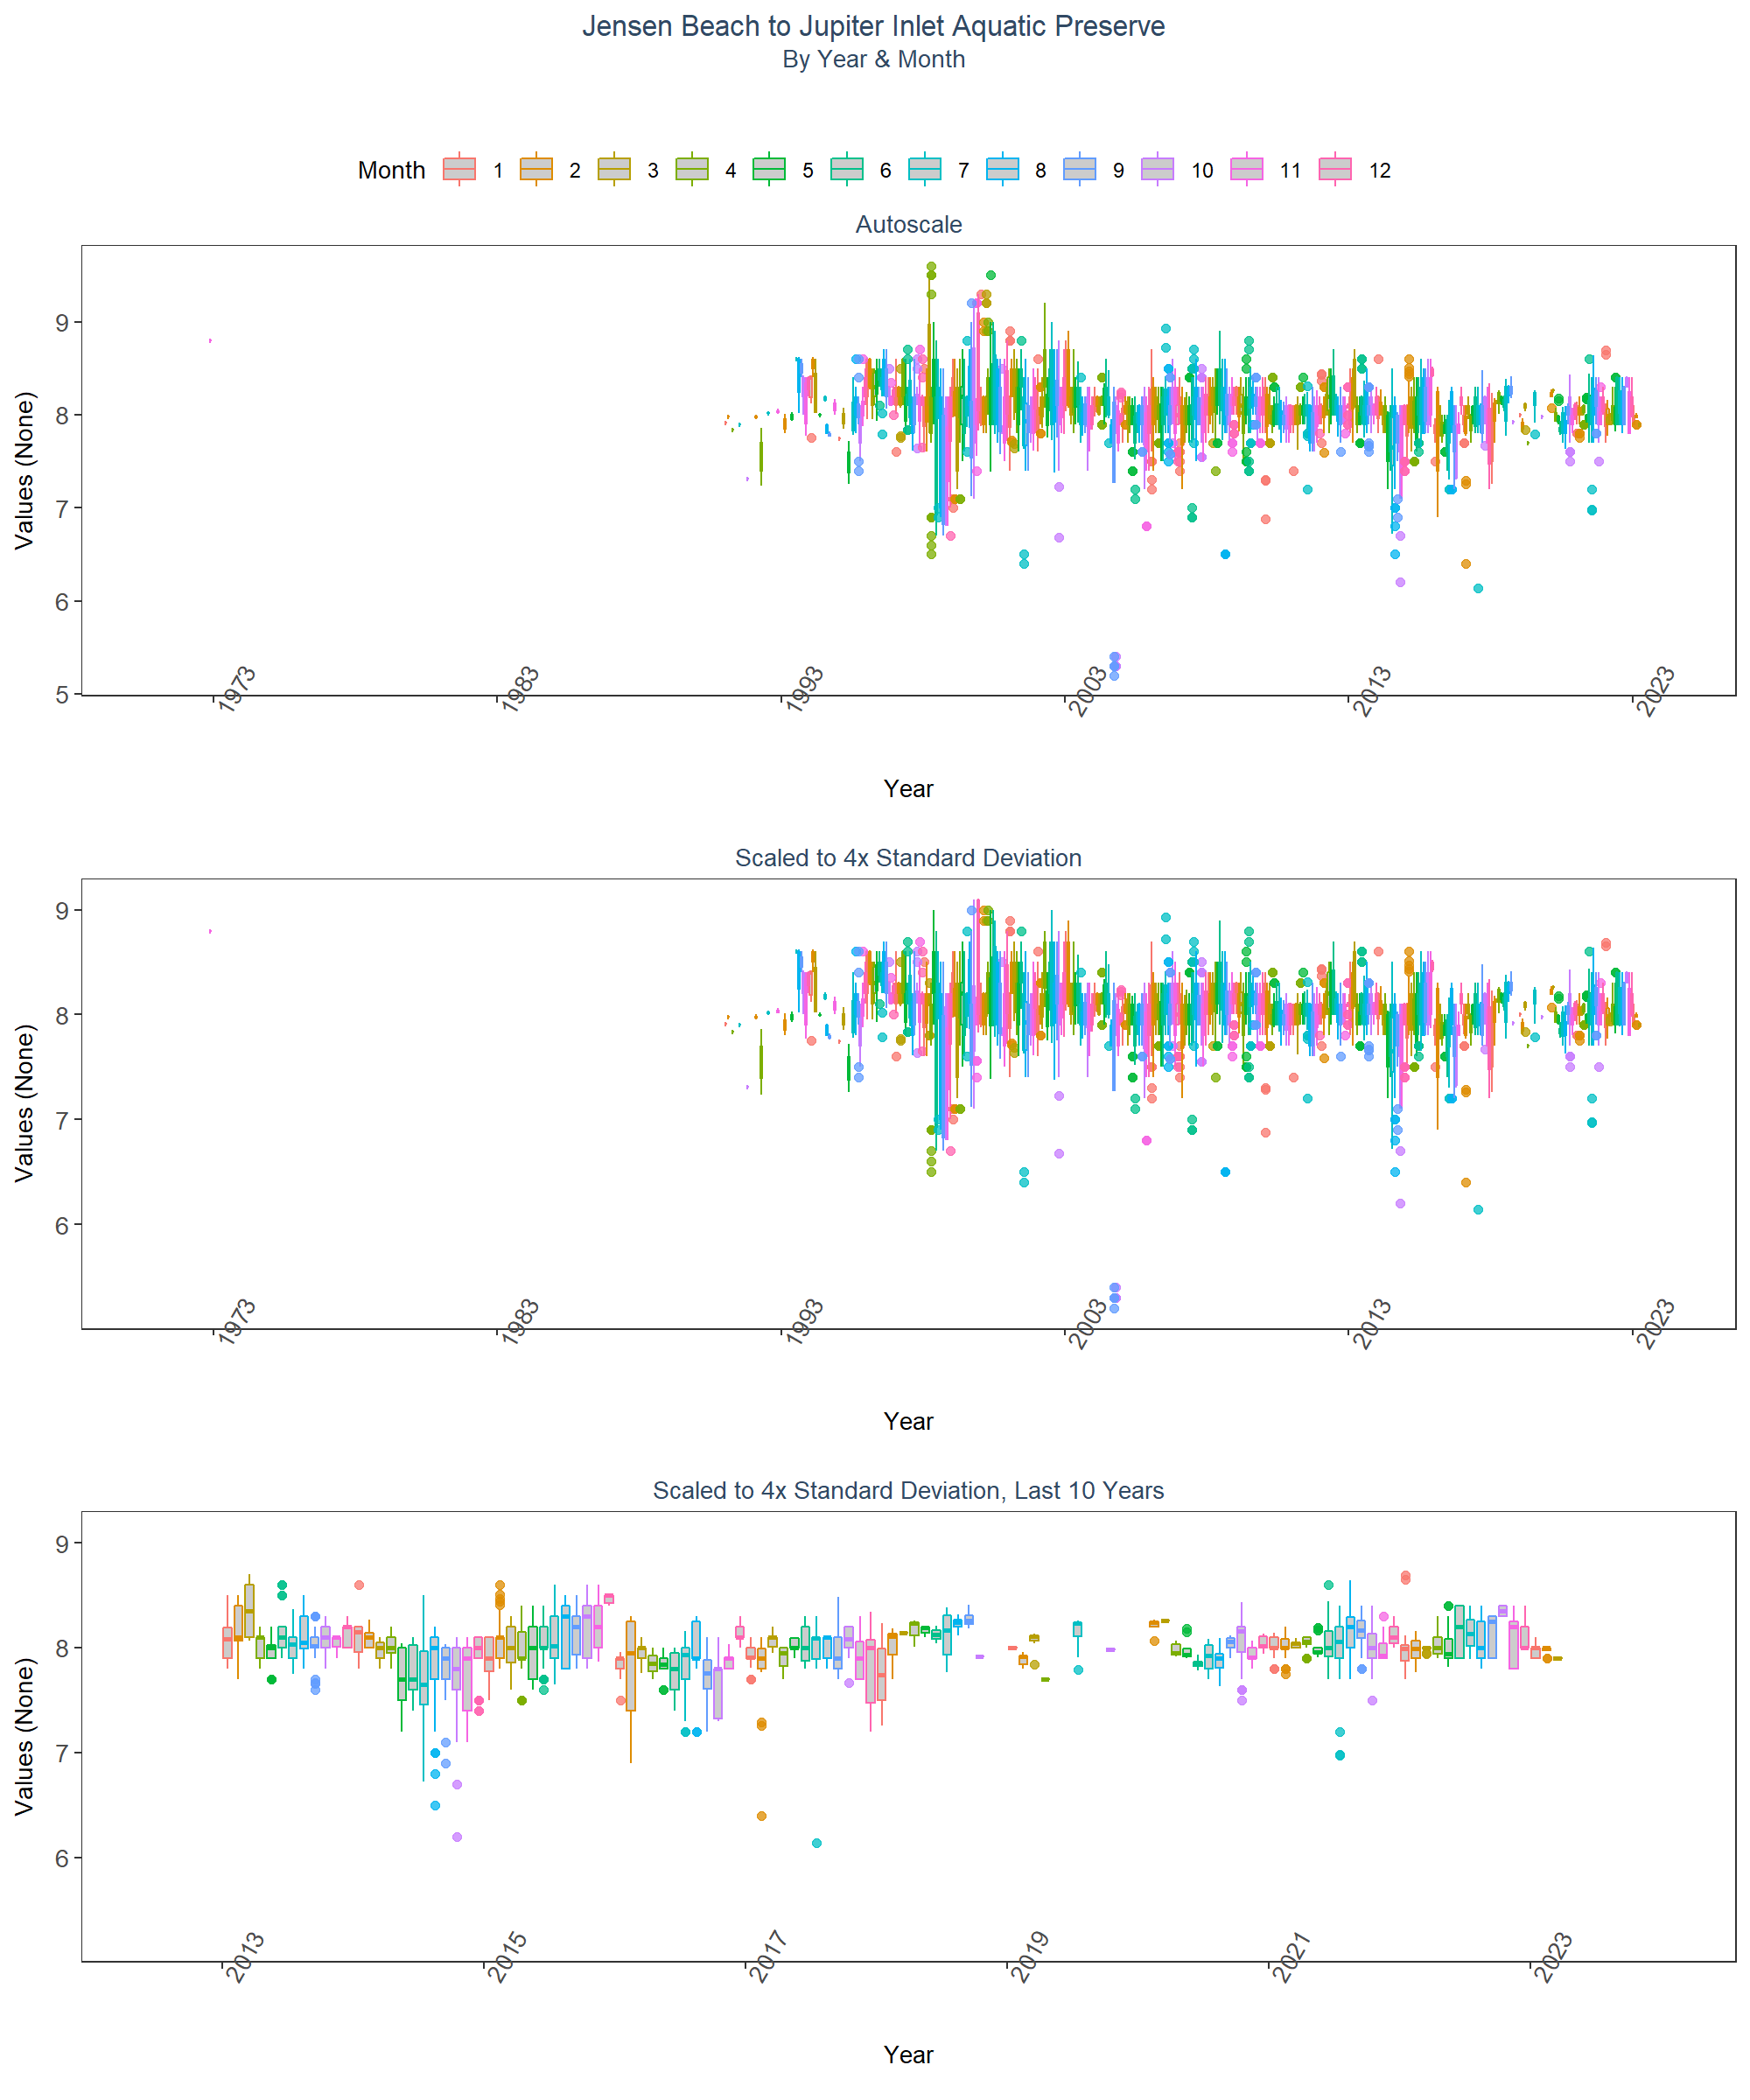 Jensen Beach to Jupiter Inlet Aquatic Preserve
By Year & Month
Month 1 2 3 4 5 6 7 8 9 10 11 12
Autoscale
Values (None)
9
8
7
6
5
1973 1983 1993 2003 2013 2023
Year
Scaled to 4x Standard Deviation
Values (None)
9
8
7
6
1973 1983 1993 2003 2013 2023
Year
Scaled to 4x Standard Deviation, Last 10 Years
Values (None)
9
8
7
6
2013 2015 2017 2019 2021 2023
Year